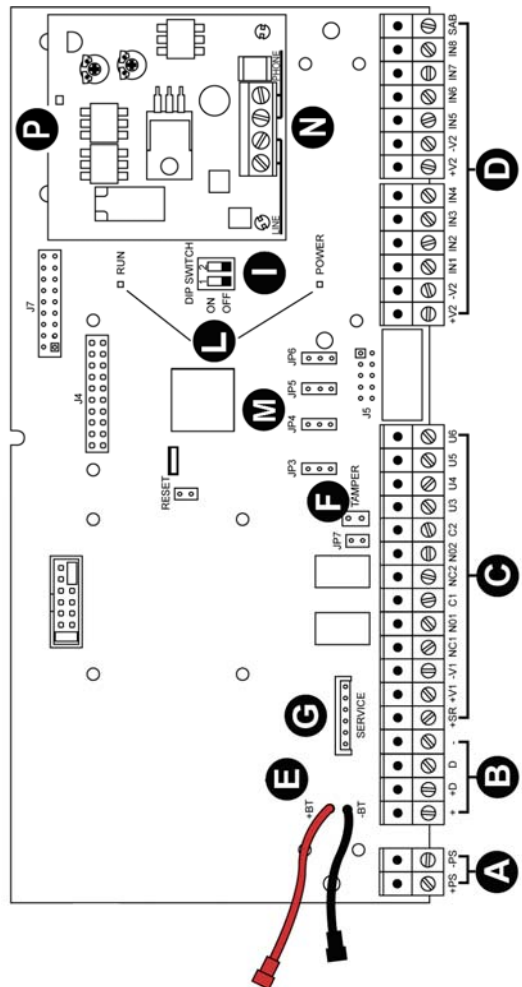 P
J7
J4
RUN
LINE
PHONE
N
DIP SWITCH
1 2
ON
OFF
I
L
M
RESET
POWER
JP3
JP4
JP5
JP6
F
TAMPER
JP7
J5
G
SERVICE
E
+BT
-BT
+PS -PS
+ +D D -
+SR +V1 -V1 NC1 N01 C1 NC2 N02 C2 U3 U4 U5 U6
+V2 -V2 IN1 IN2 IN3 IN4
+V2 -V2 IN5 IN6 IN7 IN8 SAB
A
B
C
D